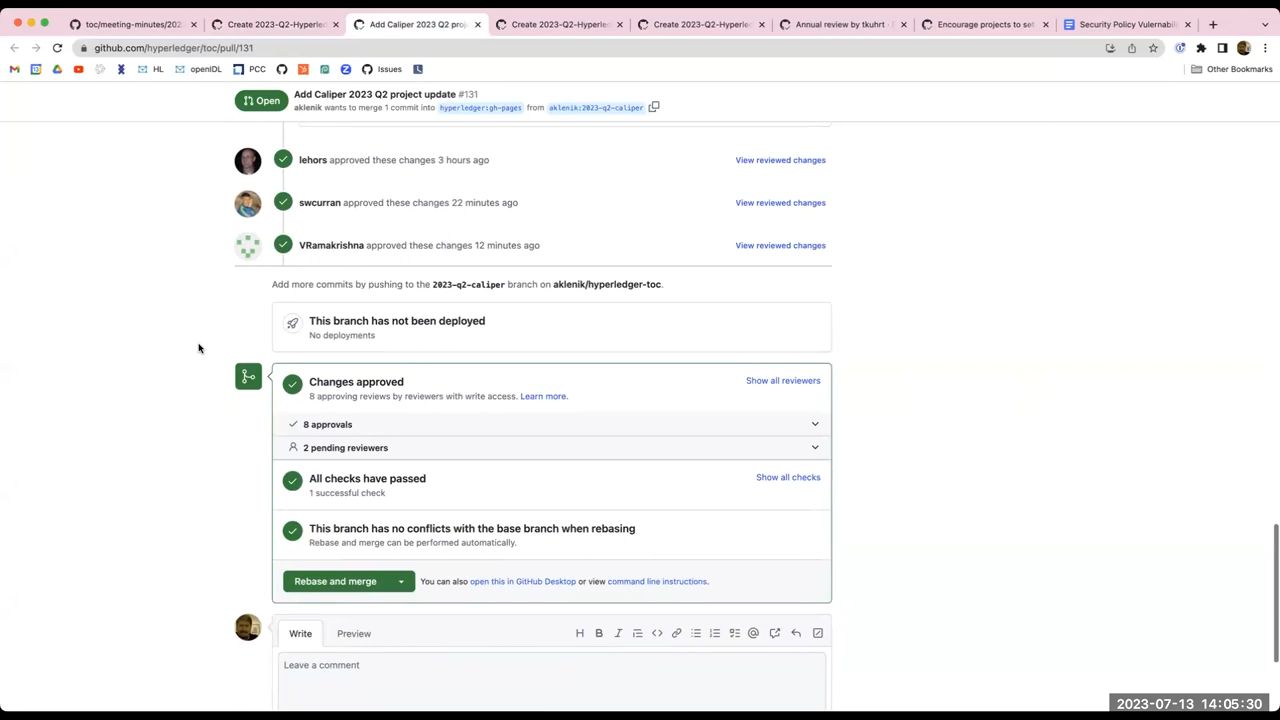 toc/meeting-minutes/202
Create 2023-Q2-Hyperled
Add Caliper 2023 Q2 proj
Create 2023-Q2-Hyperled
Create 2023-Q2-Hyperled
Annual review by tkuhrt ·
Encourage projects to set
Security Policy Vulernabili
github.com/hyperledger/toc/pull/131
HL
openIDL
PCC
Issues
Other Bookmarks
Open
Add Caliper 2023 Q2 project update #131
aklenik wants to merge 1 commit into hyperledger:gh-pages from aklenik:2023-q2-caliper
lehors approved these changes 3 hours ago
View reviewed changes
swcurran approved these changes 22 minutes ago
View reviewed changes
VRamakrishna approved these changes 12 minutes ago
View reviewed changes
Add more commits by pushing to the 2023-q2-caliper branch on aklenik/hyperledger-toc.
This branch has not been deployed
No deployments
Changes approved
Show all reviewers
8 approving reviews by reviewers with write access. Learn more.
8 approvals
2 pending reviewers
All checks have passed
Show all checks
1 successful check
This branch has no conflicts with the base branch when rebasing
Rebase and merge can be performed automatically.
Rebase and merge
You can also open this in GitHub Desktop or view command line instructions.
Write
Preview
Leave a comment
2023-07-13 14:05:30